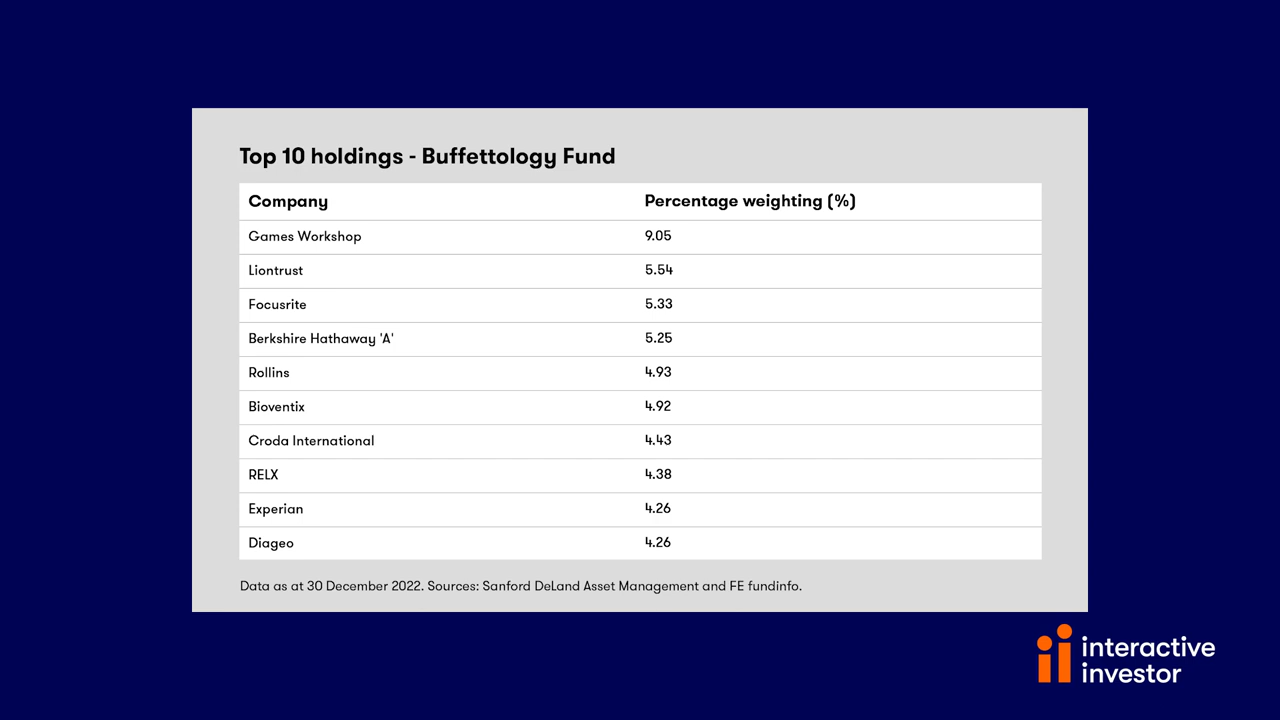 Top 10 holdings - Buffettology Fund
Company Percentage weighting (%)
Games Workshop 9.05
Liontrust 5.54
Focusrite 5.33
Berkshire Hathaway 'A' 5.25
Rollins 4.93
Bioventix 4.92
Croda International 4.43
RELX 4.38
Experian 4.26
Diageo 4.26
Data as at 30 December 2022. Sources: Sanford DeLand Asset Management and FE fundinfo.
interactive
investor